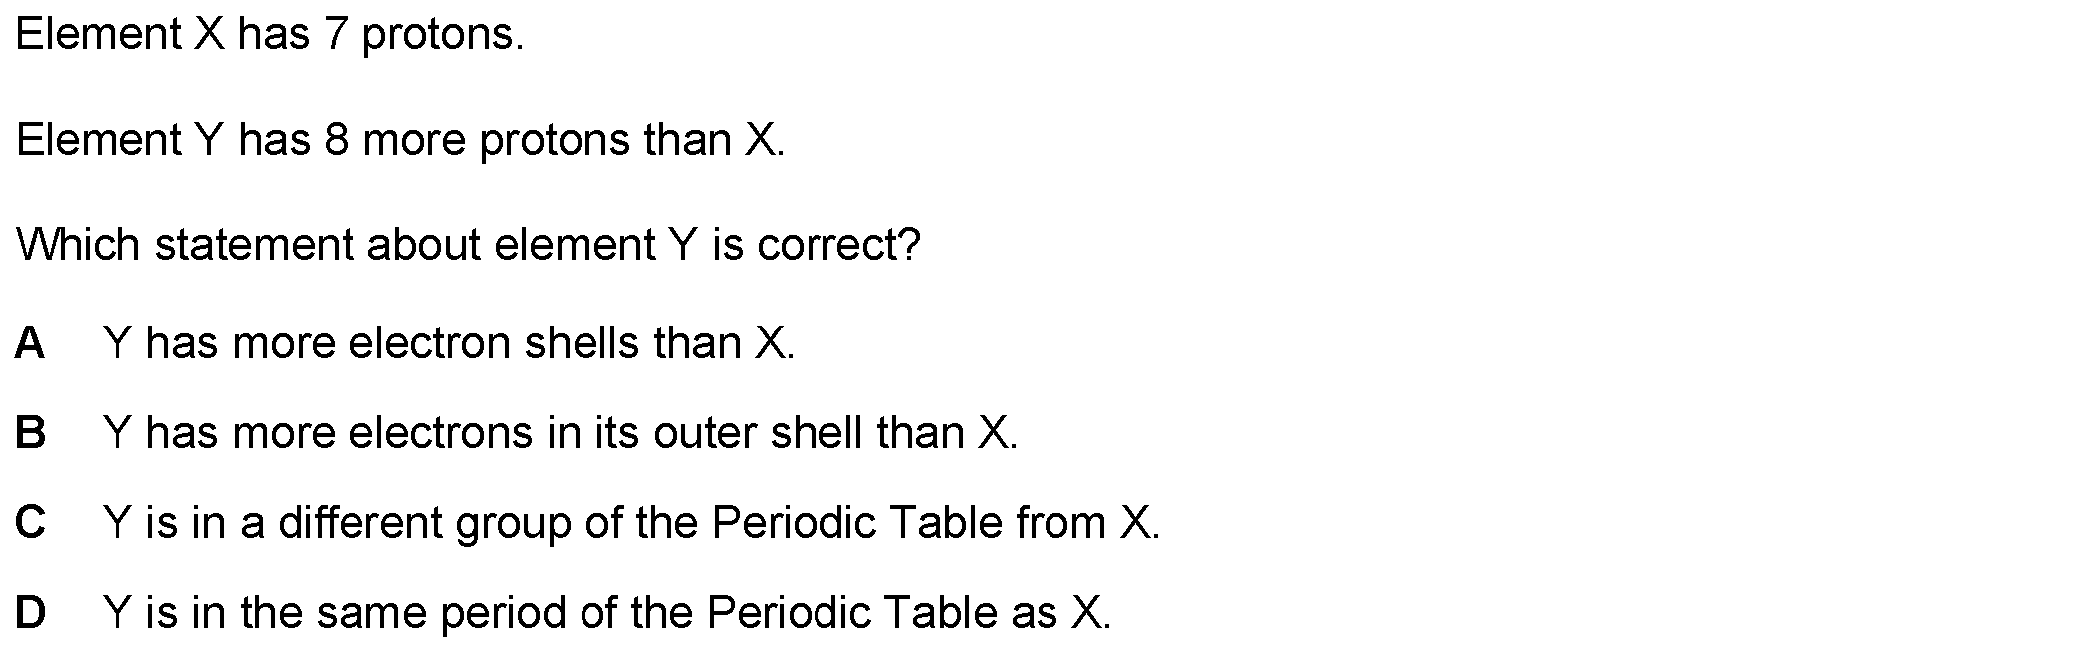 Element X has 7 protons.
Element Y has 8 more protons than X.
Which statement about element Y is correct?
A Y has more electron shells than X.
B Y has more electrons in its outer shell than X.
C Y is in a different group of the Periodic Table from X.
D Y is in the same period of the Periodic Table as X.